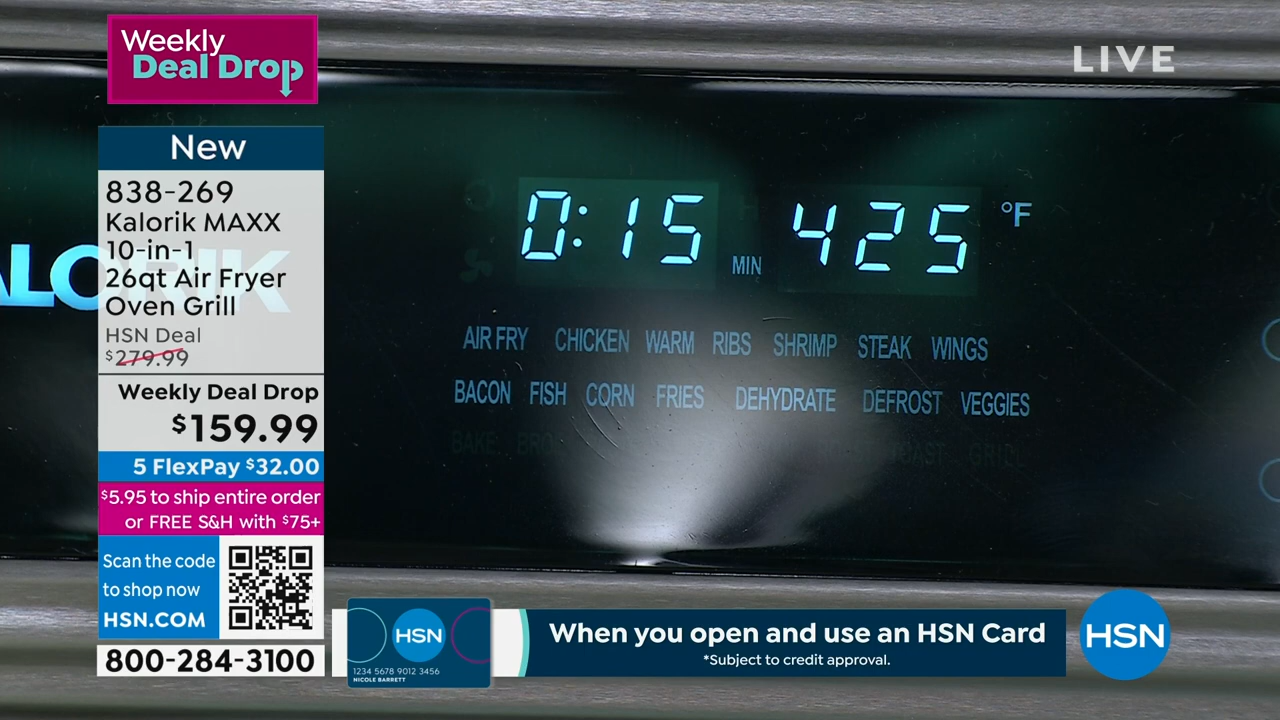 Weekly
Deal Drop
LIVE
New
838-269
Kalorik MAXX
10-in-1
26qt Air Fryer
Oven Grill
HSN Deal
$279.99
Weekly Deal Drop
$159.99
5 FlexPay $32.00
$5.95 to ship entire order
or FREE S&H with $75+
Scan the code
to shop now
HSN.COM
800-284-3100
0:15 MIN 425 °F
AIR FRY CHICKEN WARM RIBS SHRIMP STEAK WINGS
BACON FISH CORN FRIES DEHYDRATE DEFROST VEGGIES
BAKE GRILL
HSN
1234 5678 9012 3456
NICOLE BARRETT
When you open and use an HSN Card
*Subject to credit approval.
HSN